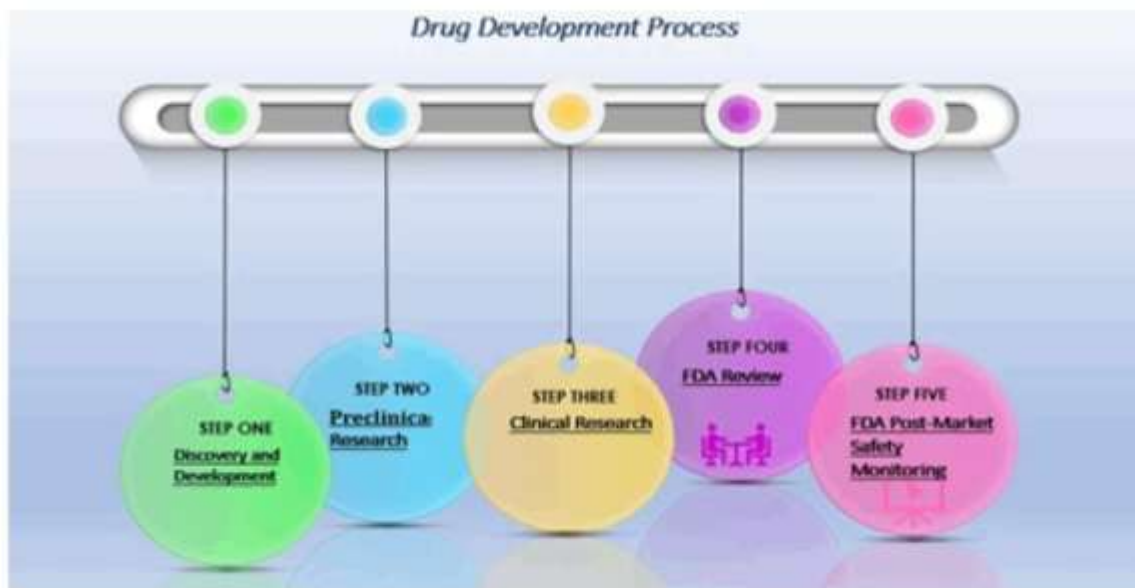 Drug Development Process
STEP ONE
Discovery and
Development
STEP TWO
Preclinica
Research
STEP THREE
Clinical Research
STEP FOUR
FDA Review
STEP FIVE
FDA Post-Market
Safety
Monitoring